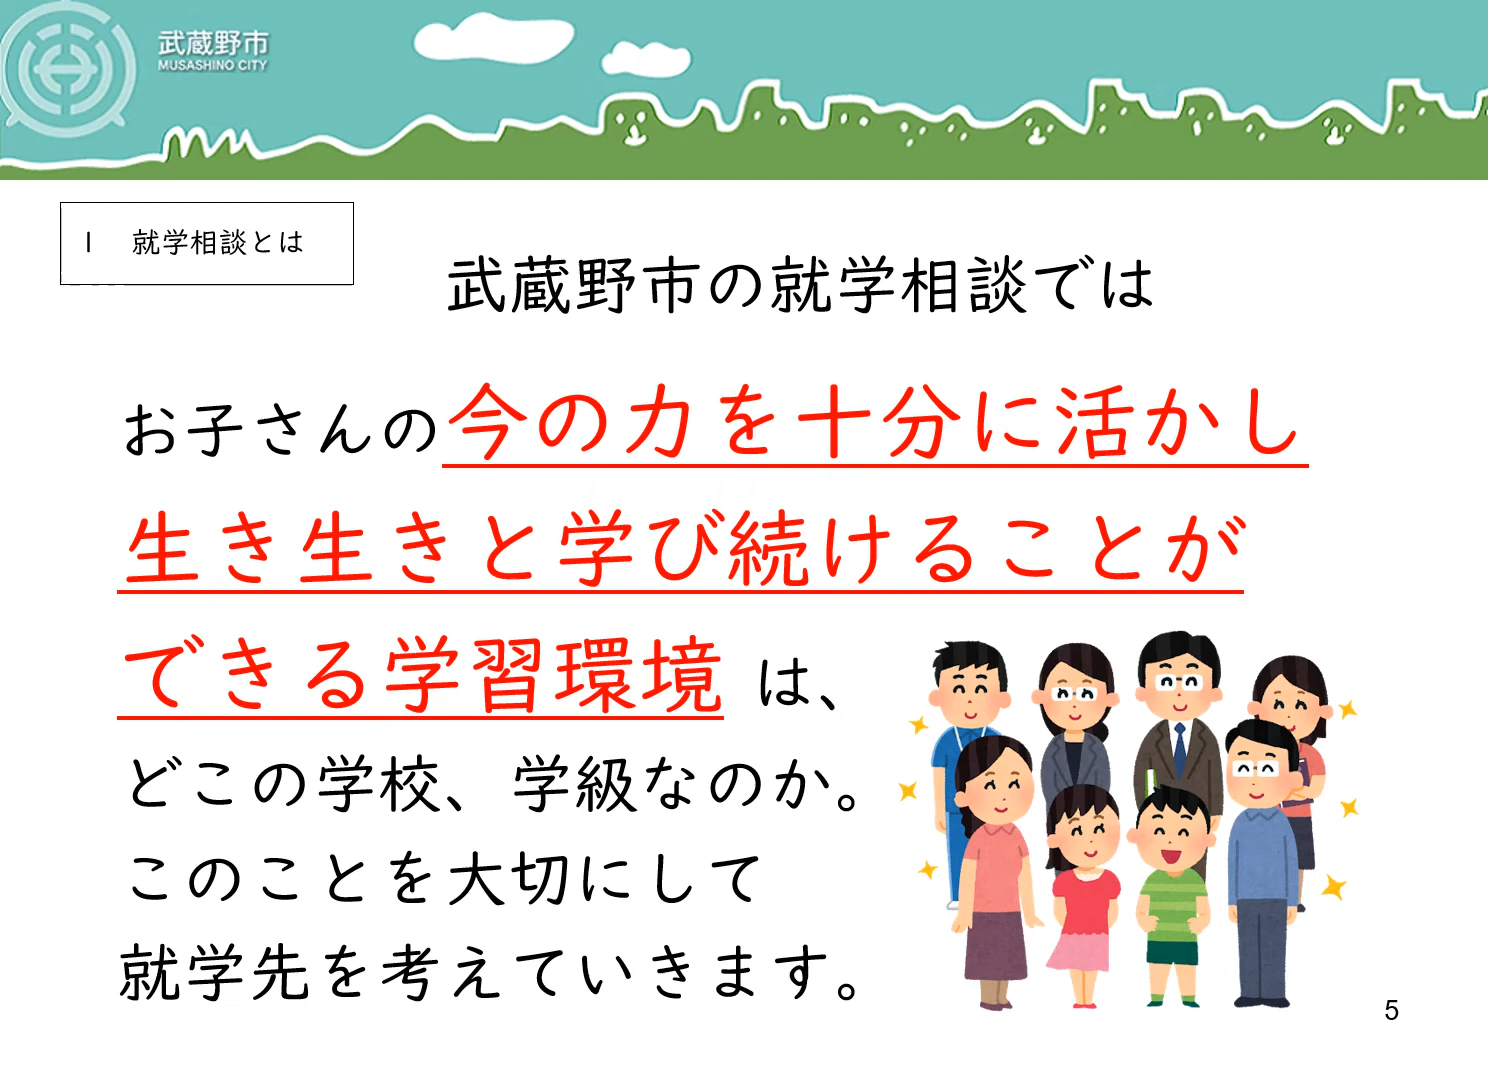 武蔵野市
MUSASHINO CITY
1 就学相談とは
武蔵野市の就学相談では
お子さんの今の力を十分に活かし
生き生きと学び続けることが
できる学習環境 は、
どこの学校、学級なのか。
このことを大切にして
就学先を考えていきます。
5